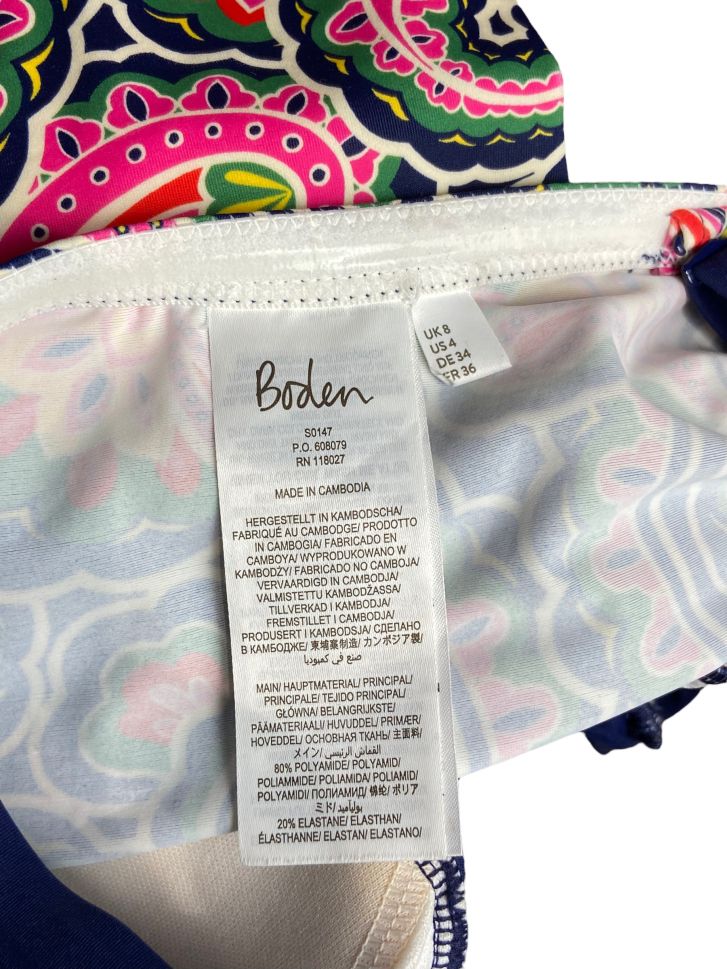 Boden
S0147
P.O. 608079
RN 118027
MADE IN CAMBODIA
HERGESTELLT IN KAMBODSCHA/
FABRIQUÉ AU CAMBODGE/ PRODOTTO
IN CAMBOGIA/ FABRICADO EN
CAMBOYA/ WYPRODUKOWANO W
KAMBODŻY/ FABRICADO NO CAMBOJA/
VERVAARDIGD IN CAMBODJA/
VALMISTETTU KAMBODŽASSA/
TILLVERKAD I KAMBODJA/
FREMSTILLET I CAMBODJA/
PRODUSERT I KAMBODSJA/ СДЕЛАНО
В КАМБОДЖЕ/ 柬埔寨制造/ カンボジア製/
صنع في كمبوديا
MAIN/ HAUPTMATERIAL/ PRINCIPAL/
PRINCIPALE/ TEJIDO PRINCIPAL/
GŁÓWNA/ BELANGRIJKSTE/
PÄÄMATERIAALI/ HUVUDDEL/ PRIMÆR/
HOVEDDEL/ ОСНОВНАЯ ТКАНЬ/ 主面料/
メイン/ القماش الرئيسي/
80% POLYAMIDE/ POLYAMID/
POLIAMMIDE/ POLIAMIDA/ POLIAMID/
POLYAMIDI/ ПОЛИАМИД/ 锦纶/ ポリア
ミド/ بوليأميد/
20% ELASTANE/ ELASTHAN/
ÉLASTHANNE/ ELASTAN/ ELASTANO/
UK 8
US 4
DE 34
FR 36